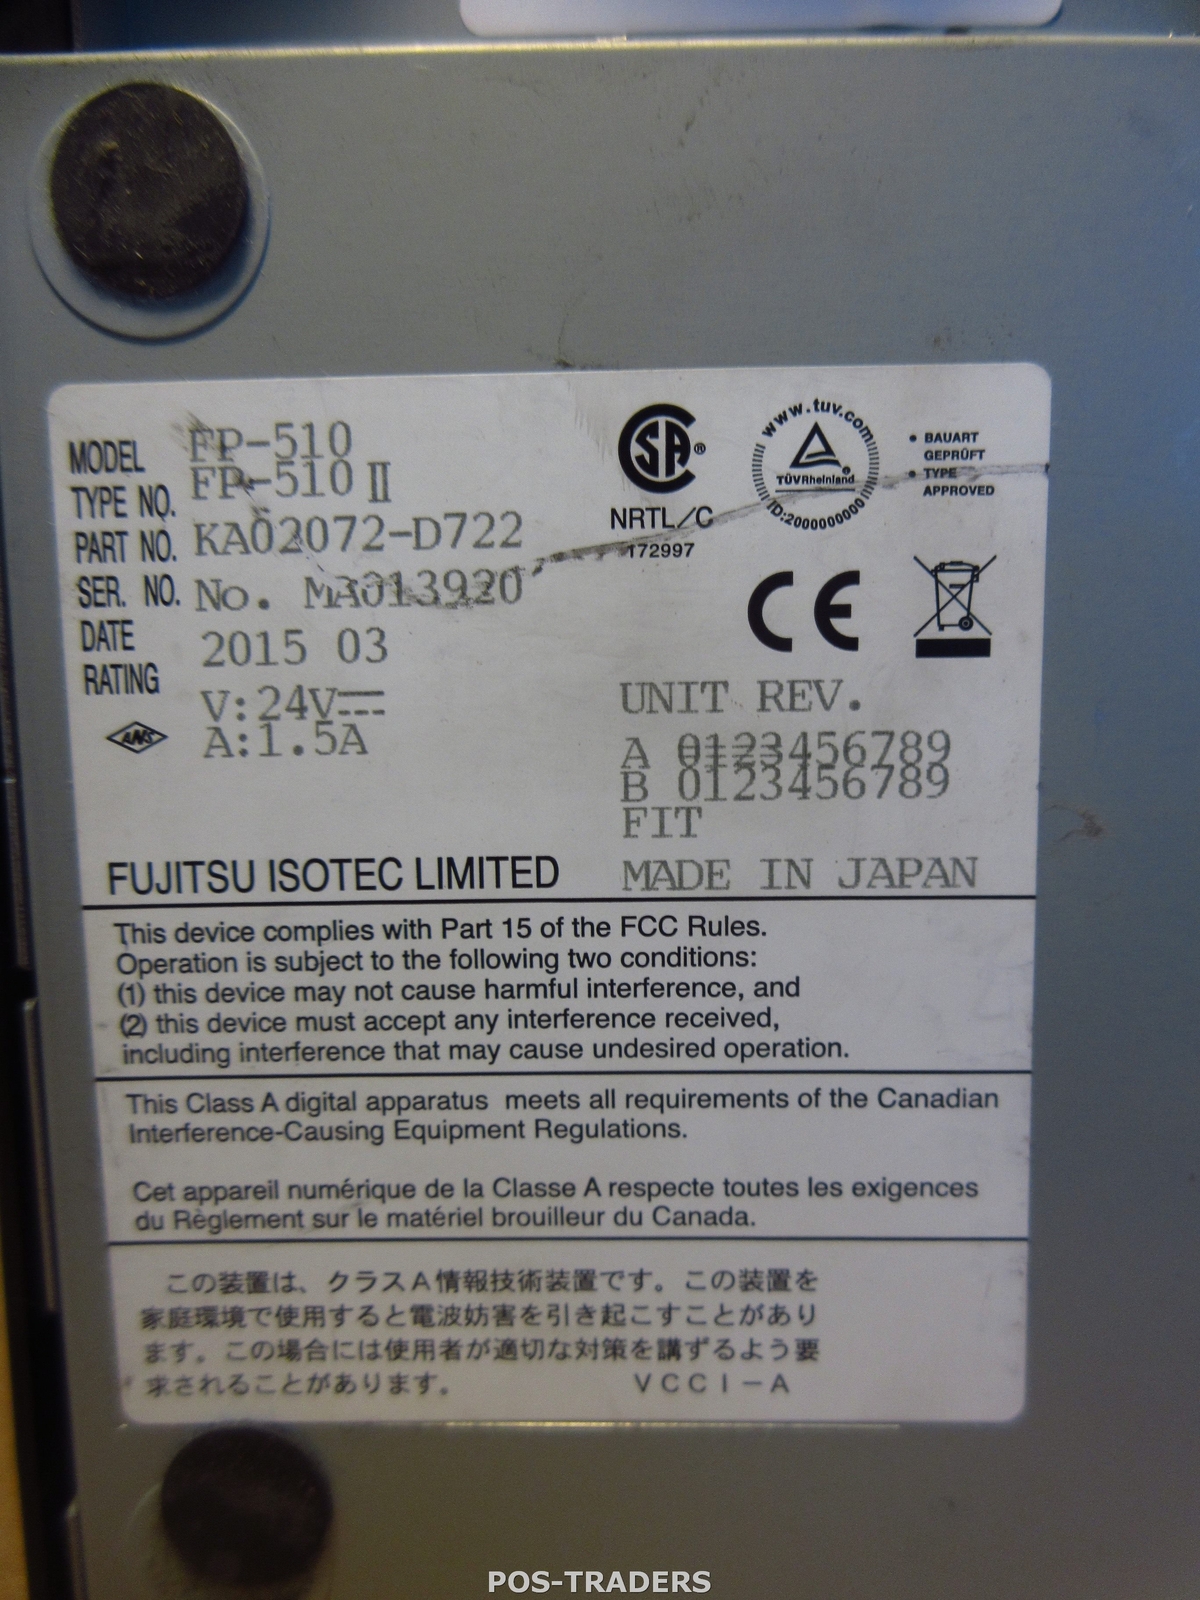 MODEL FP-510
TYPE NO. FP-510 II
PART NO. KA02072-D722
SER. NO. No. MA013920
DATE 2015 03
RATING V:24V
A:1.5A
ANS
SA®
NRTL/C
172997
www.tuv.com
TÜVRheinland®
ID:2000000000
• BAUART
GEPRÜFT
• TYPE
APPROVED
CE
UNIT REV.
A 0123456789
B 0123456789
FIT
FUJITSU ISOTEC LIMITED MADE IN JAPAN
This device complies with Part 15 of the FCC Rules.
Operation is subject to the following two conditions:
(1) this device may not cause harmful interference, and
(2) this device must accept any interference received,
including interference that may cause undesired operation.
This Class A digital apparatus meets all requirements of the Canadian
Interference-Causing Equipment Regulations.
Cet appareil numérique de la Classe A respecte toutes les exigences
du Règlement sur le matériel brouilleur du Canada.
この装置は、クラスA情報技術装置です。この装置を
家庭環境で使用すると電波妨害を引き起こすことがあり
ます。この場合には使用者が適切な対策を講ずるよう要
求されることがあります。 VCCI-A
POS-TRADERS